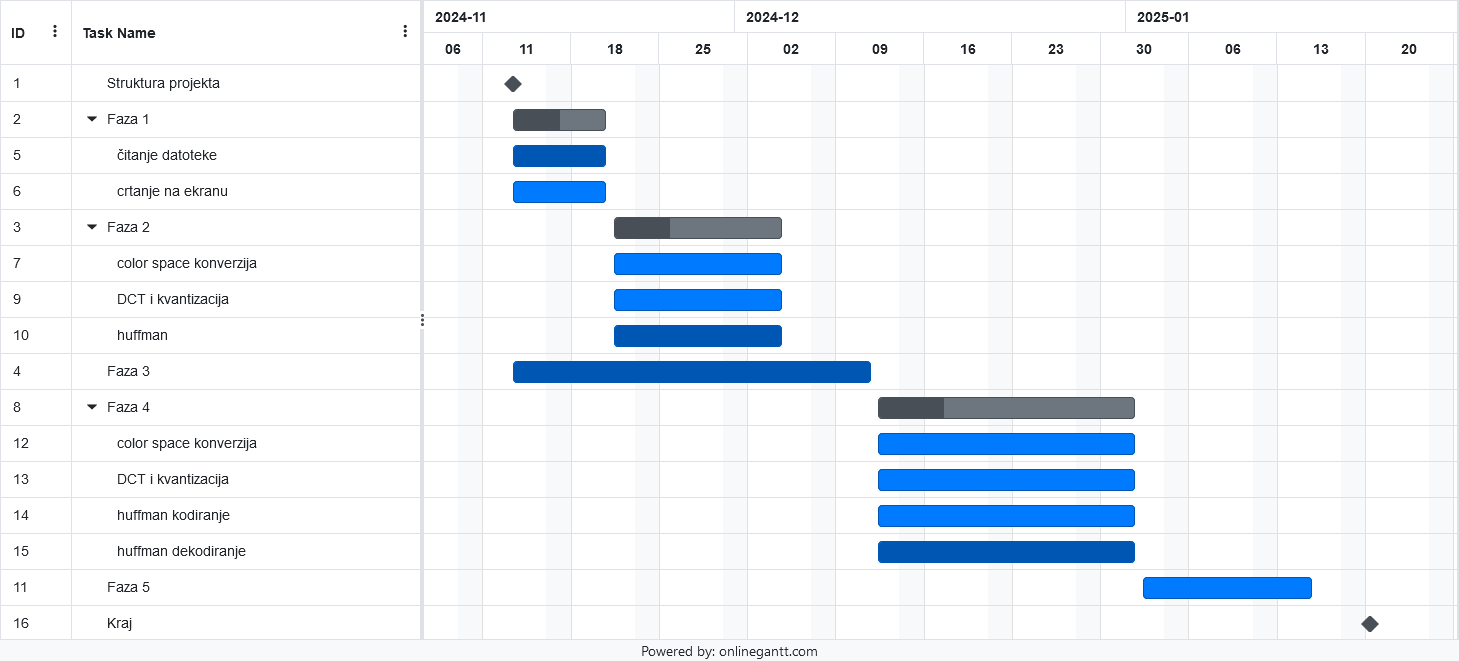 ID Task Name 2024-11 2024-12 2025-01
06 11 18 25 02 09 16 23 30 06 13 20
1 Struktura projekta
2 Faza 1
5 čitanje datoteke
6 crtanje na ekranu
3 Faza 2
7 color space konverzija
9 DCT i kvantizacija
10 huffman
4 Faza 3
8 Faza 4
12 color space konverzija
13 DCT i kvantizacija
14 huffman kodiranje
15 huffman dekodiranje
11 Faza 5
16 Kraj
Powered by: onlinegantt.com